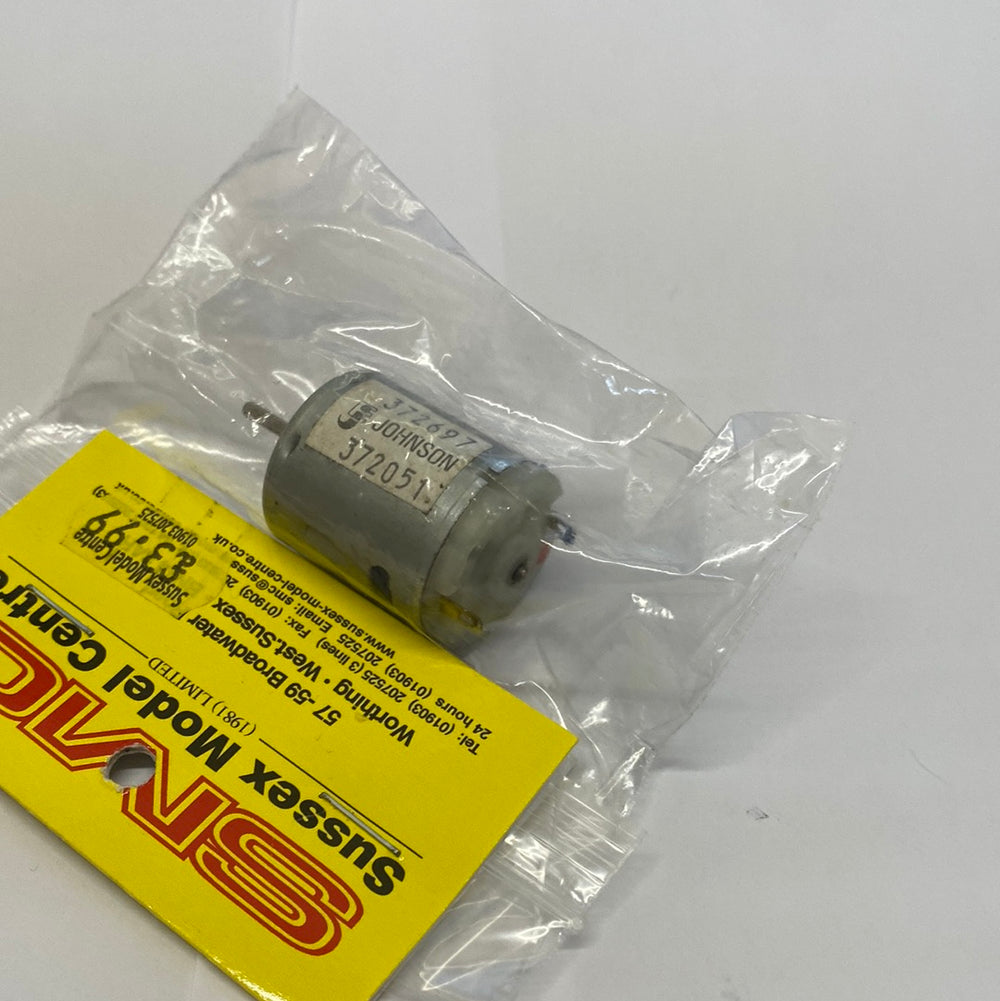 372697
JOHNSON
372051
SMC
Sussex Model Centre
(1981) LIMITED
57-59 Broadwater
Worthing • West Sussex
Tel: (01903) 207525 (3 lines) Fax: (01903)
24 hours (01903) 207525 Email: smc@suss
www.sussex-model-centre.co.uk
Sussex Model Centre
01903 207525
£3.99